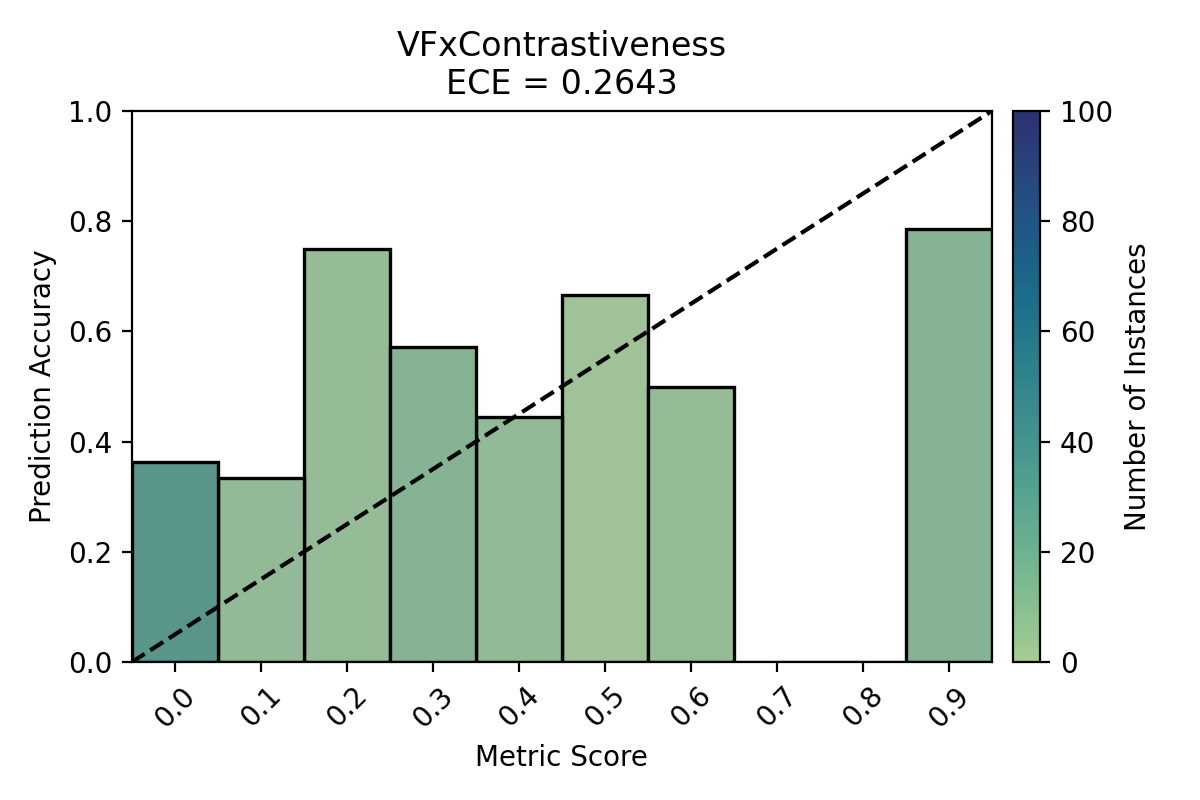 VFxContrastiveness
ECE = 0.2643
Prediction Accuracy
1.0
0.8
0.6
0.4
0.2
0.0
0.0 0.1 0.2 0.3 0.4 0.5 0.6 0.7 0.8 0.9
Metric Score
100
80
60
40
20
0
Number of Instances